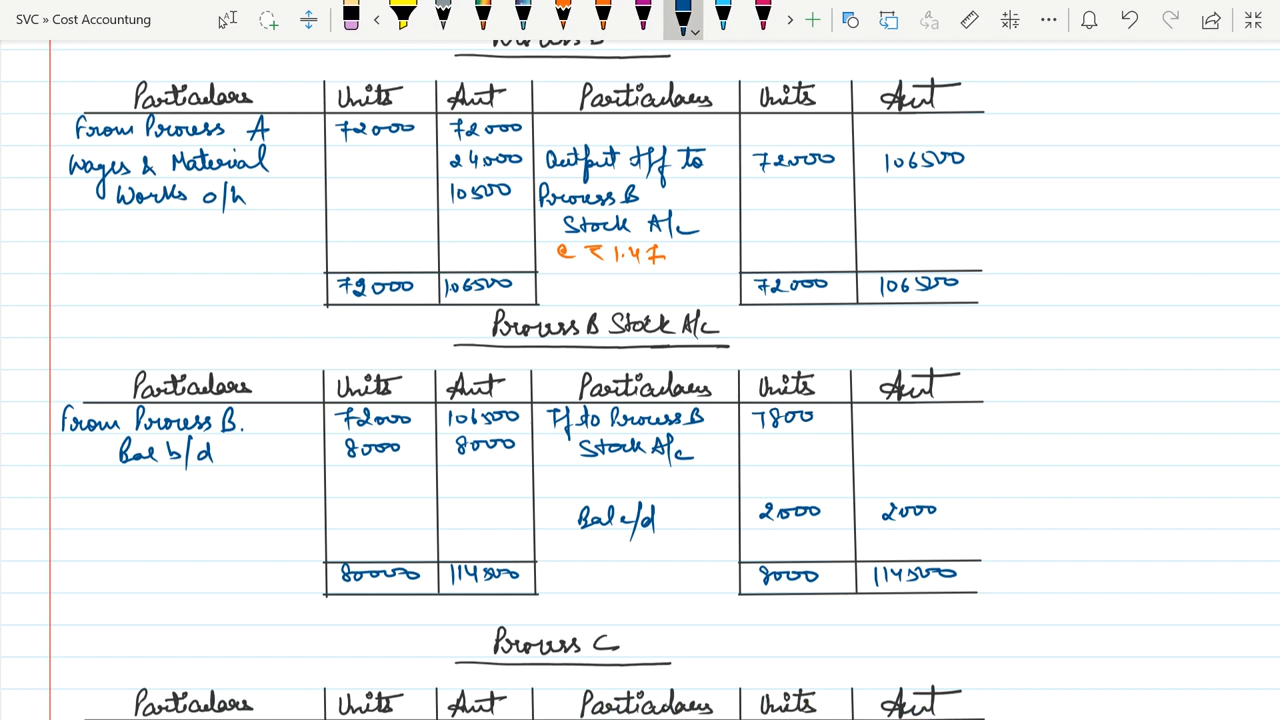 SVC » Cost Accountung
Process B
Particulars Units Amt Particulars Units Amt
From Process A 72000 72000
Wages & Material 24000 Output tff to 72000 106500
Works o/h 10500 Process B
Stock A/c
@ ₹ 1.47
72000 106500 72000 106500
Process B Stock A/c
Particulars Units Amt Particulars Units Amt
From Process B. 72000 106500 Tf to Process B 7800
Bal b/d 8000 8000 Stock A/c
Bal c/d 2000 2000
80000 114500 8000 114500
Process C
Particulars Units Amt Particulars Units Amt